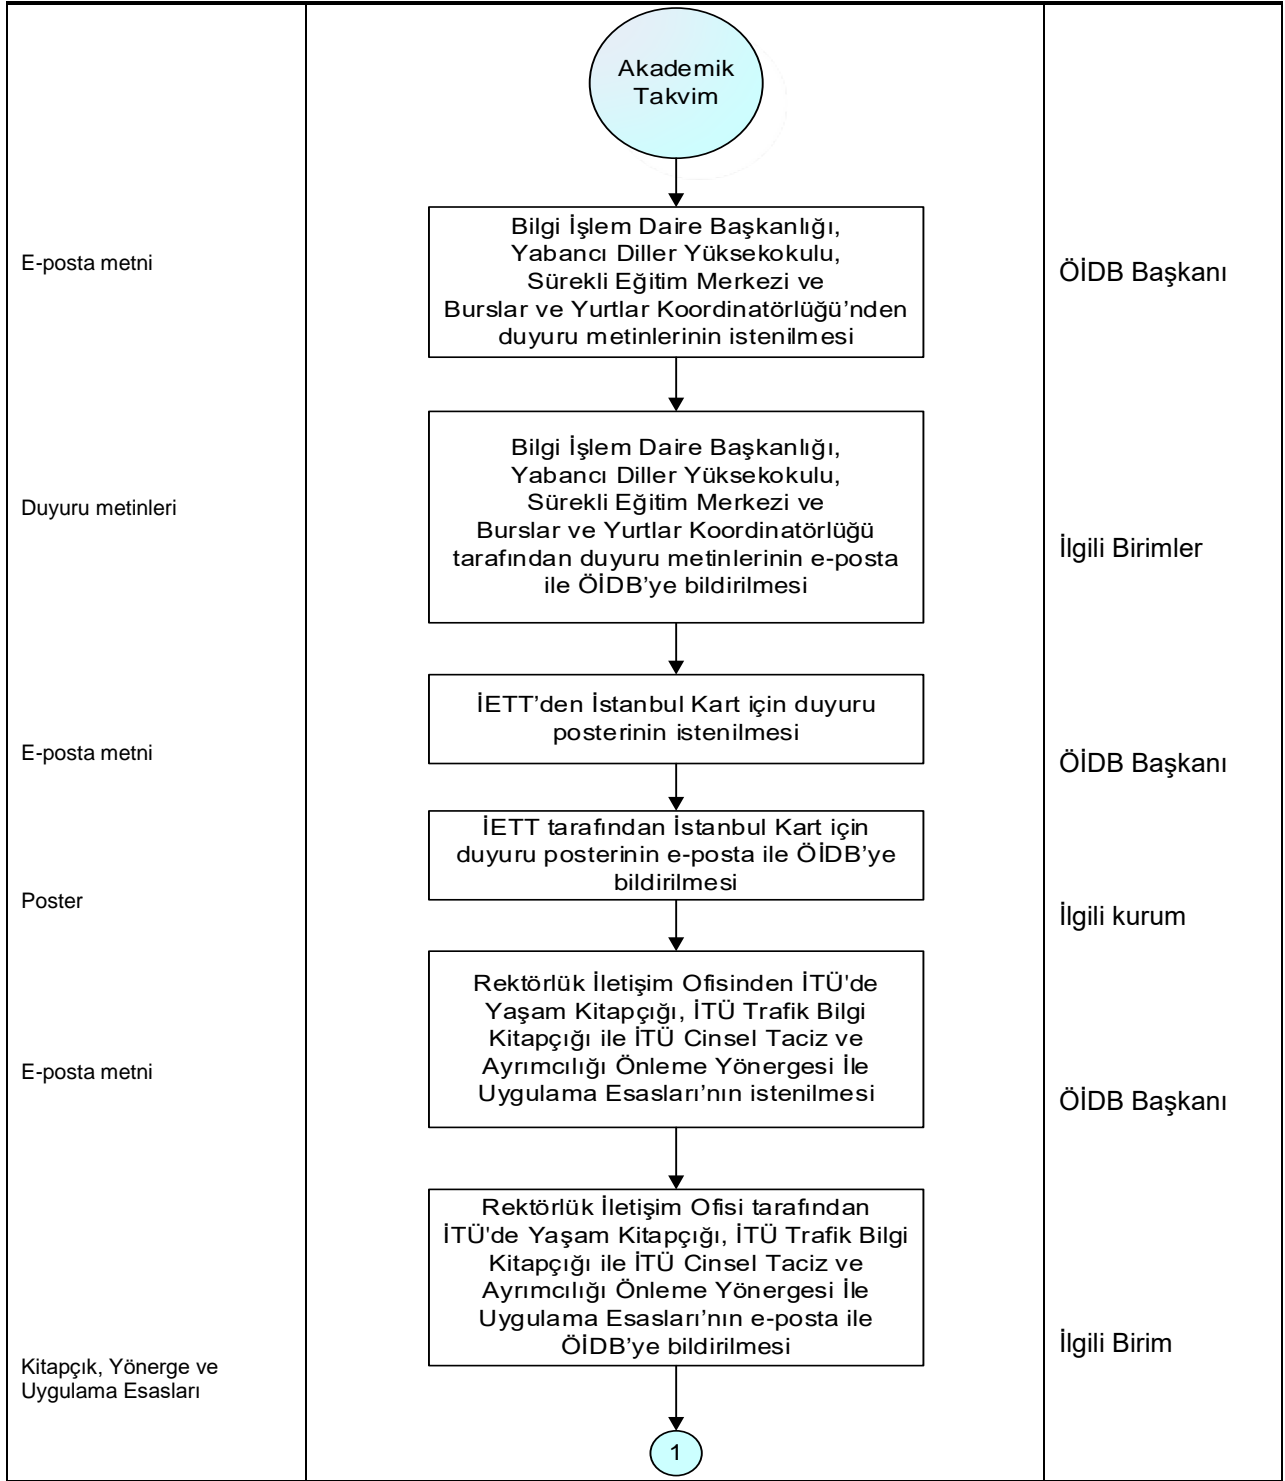 Akademik
Takvim
E-posta metni
Bilgi İşlem Daire Başkanlığı,
Yabancı Diller Yüksekokulu,
Sürekli Eğitim Merkezi ve
Burslar ve Yurtlar Koordinatörlüğü’nden
duyuru metinlerinin istenilmesi
ÖİDB Başkanı
Duyuru metinleri
Bilgi İşlem Daire Başkanlığı,
Yabancı Diller Yüksekokulu,
Sürekli Eğitim Merkezi ve
Burslar ve Yurtlar Koordinatörlüğü
tarafından duyuru metinlerinin e-posta
ile ÖİDB’ye bildirilmesi
İlgili Birimler
E-posta metni
İETT’den İstanbul Kart için duyuru
posterinin istenilmesi
ÖİDB Başkanı
Poster
İETT tarafından İstanbul Kart için
duyuru posterinin e-posta ile ÖİDB’ye
bildirilmesi
İlgili kurum
E-posta metni
Rektörlük İletişim Ofisinden İTÜ'de
Yaşam Kitapçığı, İTÜ Trafik Bilgi
Kitapçığı ile İTÜ Cinsel Taciz ve
Ayrımcılığı Önleme Yönergesi İle
Uygulama Esasları’nın istenilmesi
ÖİDB Başkanı
Kitapçık, Yönerge ve
Uygulama Esasları
Rektörlük İletişim Ofisi tarafından
İTÜ'de Yaşam Kitapçığı, İTÜ Trafik Bilgi
Kitapçığı ile İTÜ Cinsel Taciz ve
Ayrımcılığı Önleme Yönergesi İle
Uygulama Esasları’nın e-posta ile
ÖİDB’ye bildirilmesi
İlgili Birim
1